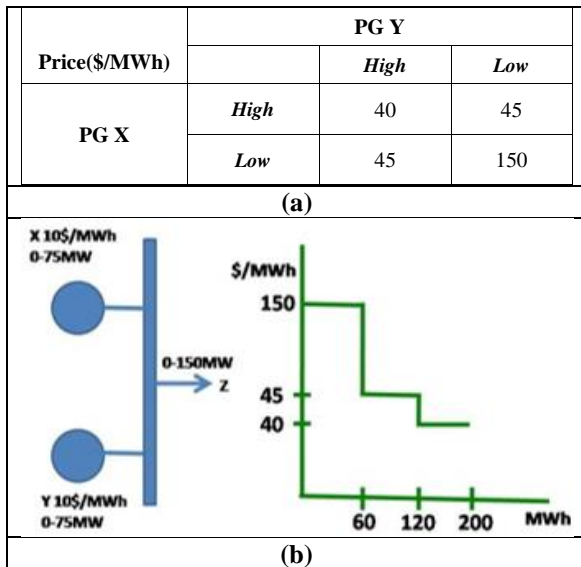 PG Y
Price($/MWh)
High Low
PG X
High 40 45
Low 45 150
(a)
X 10$/MWh
0-75MW
0-150MW
Z
Y 10$/MWh
0-75MW
$/MWh
150
45
40
60 120 200 MWh
(b)